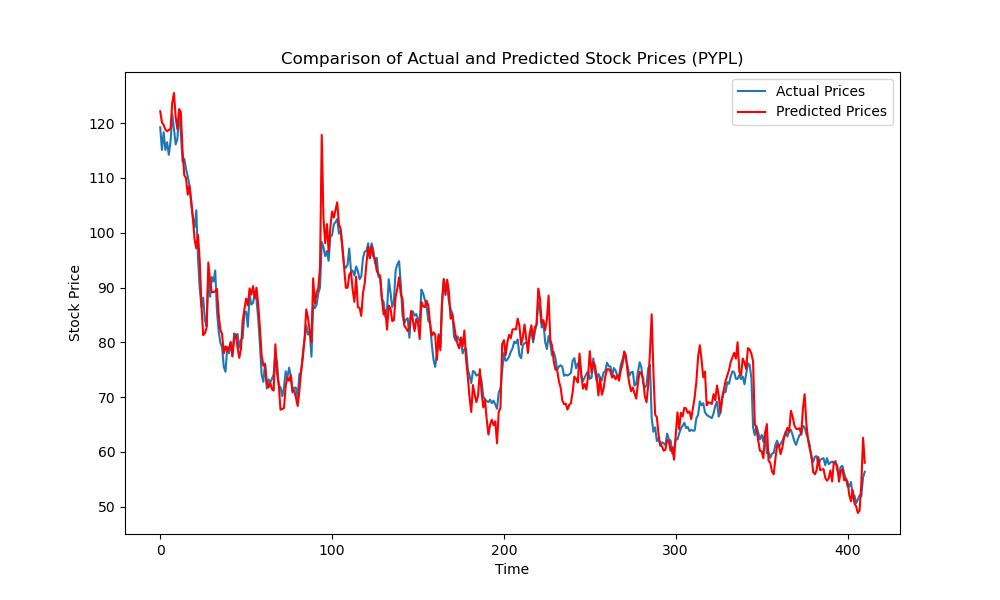 Comparison of Actual and Predicted Stock Prices (PYPL)
Actual Prices
Predicted Prices
Stock Price
120
110
100
90
80
70
60
50
0 100 200 300 400
Time